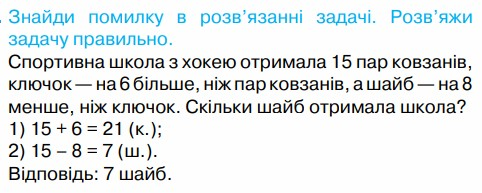 Знайди помилку в розв’язанні задачі. Розв’яжи
задачу правильно.
Спортивна школа з хокею отримала 15 пар ковзанів,
ключок — на 6 більше, ніж пар ковзанів, а шайб — на 8
менше, ніж ключок. Скільки шайб отримала школа?
1) 15 + 6 = 21 (к.);
2) 15 – 8 = 7 (ш.).
Відповідь: 7 шайб.